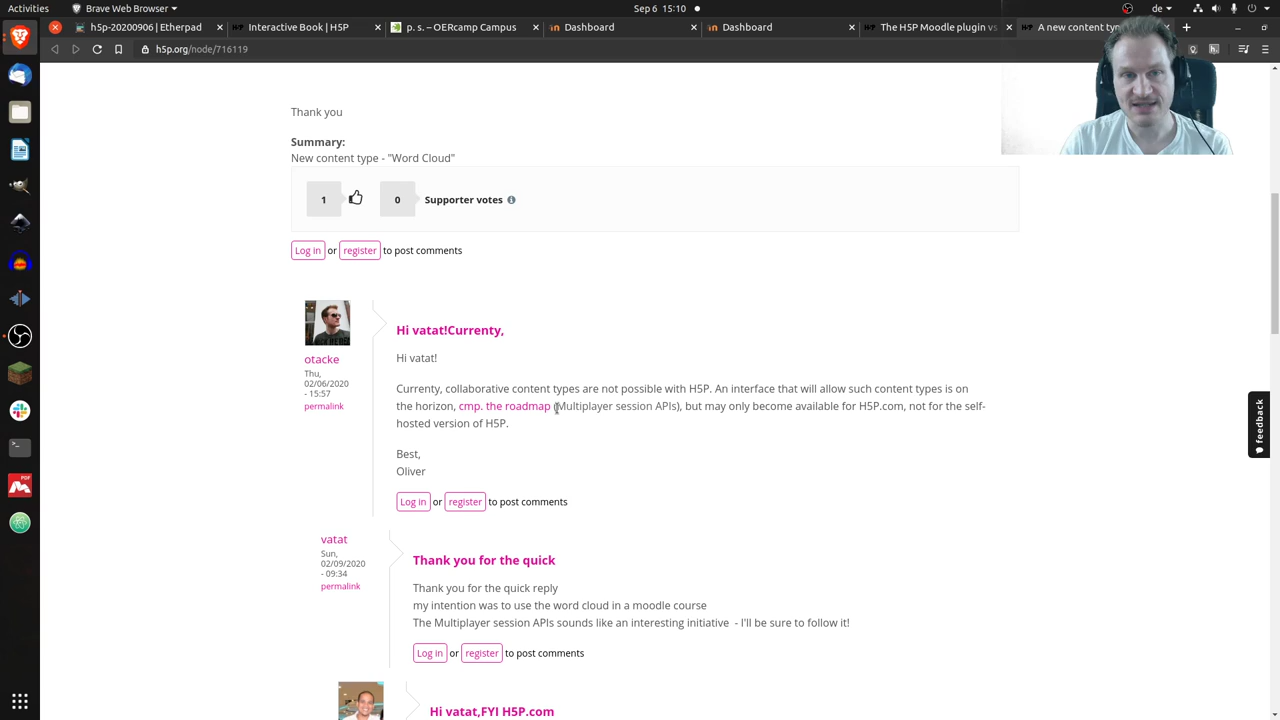 Activities
Brave Web Browser
Sep 6 15:10
h5p-20200906 | Etherpad
Interactive Book | H5P
p. s. – OERcamp Campus
Dashboard
Dashboard
The H5P Moodle plugin vs
A new content typ
h5p.org/node/716119
Thank you
Summary:
New content type - "Word Cloud"
1
0
Supporter votes
Log in or register to post comments
otacke
Thu,
02/06/2020
- 15:57
permalink
Hi vatat!Currenty,
Hi vatat!
Currenty, collaborative content types are not possible with H5P. An interface that will allow such content types is on
the horizon, cmp. the roadmap (Multiplayer session APIs), but may only become available for H5P.com, not for the self-
hosted version of H5P.
Best,
Oliver
Log in or register to post comments
vatat
Sun,
02/09/2020
- 09:34
permalink
Thank you for the quick
Thank you for the quick reply
my intention was to use the word cloud in a moodle course
The Multiplayer session APIs sounds like an interesting initiative - I'll be sure to follow it!
Log in or register to post comments
Hi vatat,FYI H5P.com
feedback
PDF